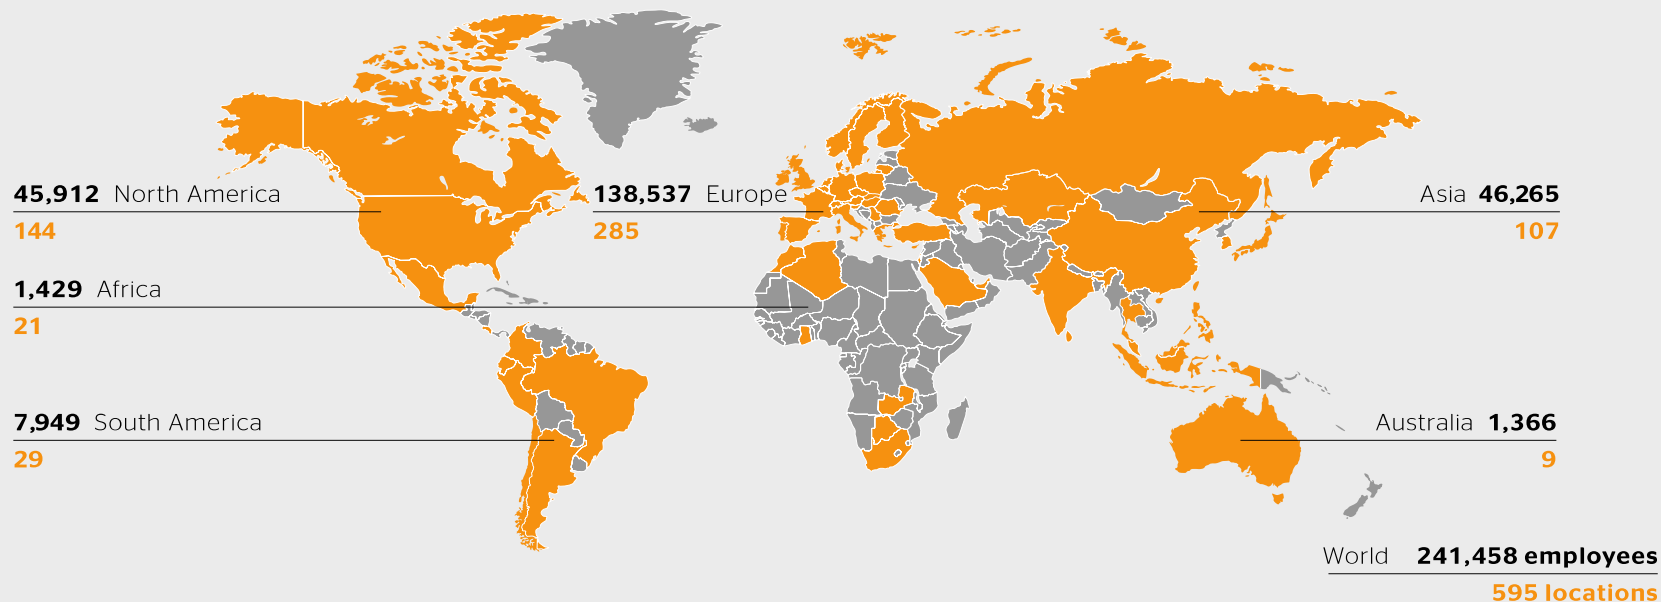 45,912 North America
144
138,537 Europe
285
Asia 46,265
107
1,429 Africa
21
7,949 South America
29
Australia 1,366
9
World 241,458 employees
595 locations